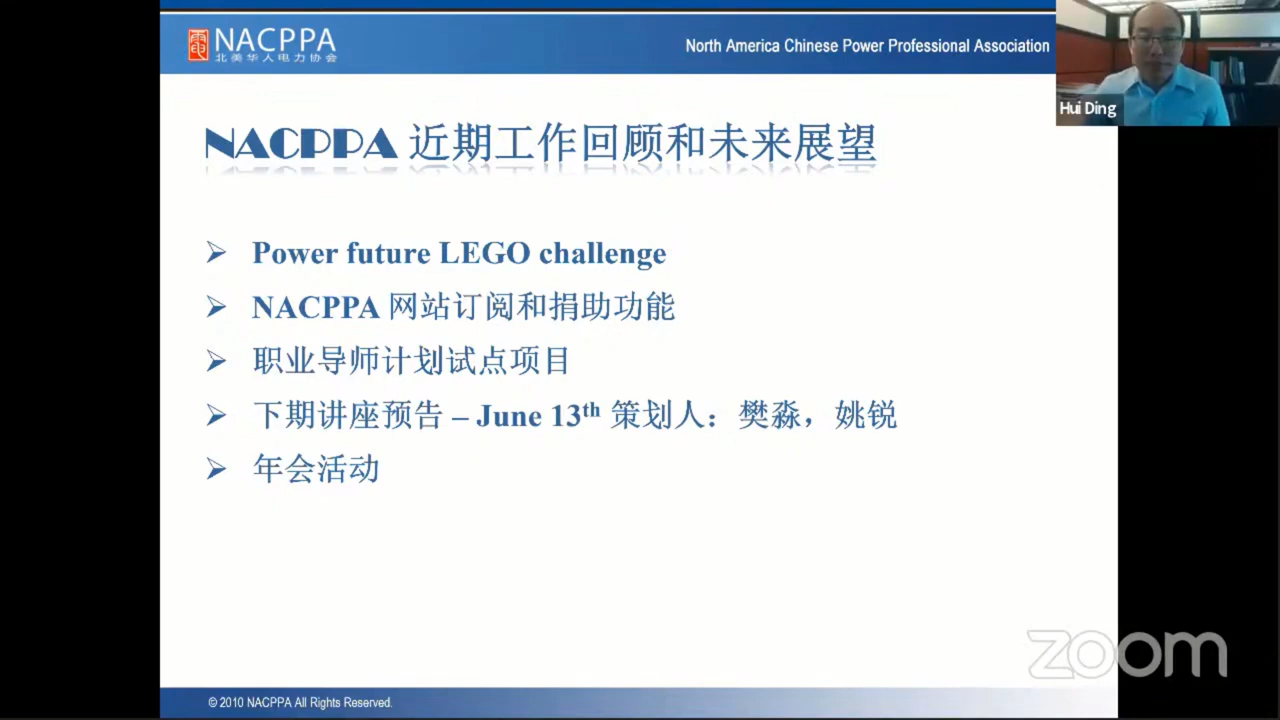 NACPPA
北美华人电力协会
North America Chinese Power Professional Association
Hui Ding
NACPPA 近期工作回顾和未来展望
➢ Power future LEGO challenge
➢ NACPPA 网站订阅和捐助功能
➢ 职业导师计划试点项目
➢ 下期讲座预告 – June 13th 策划人：樊淼，姚锐
➢ 年会活动
zoom
© 2010 NACPPA All Rights Reserved.